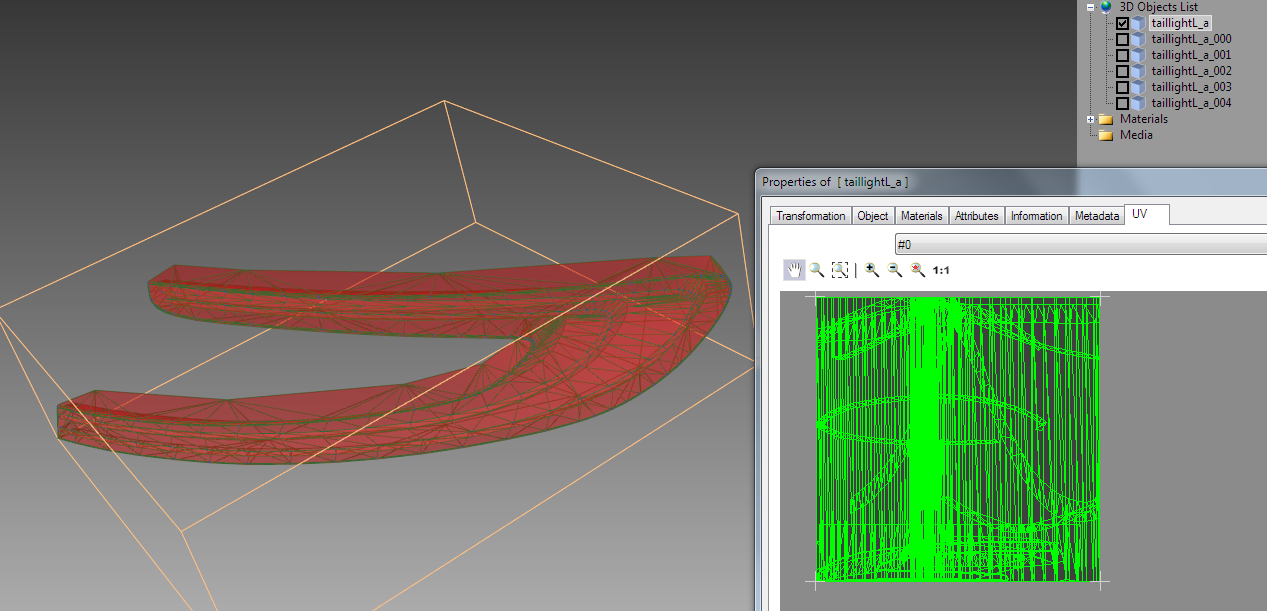 3D Objects List
taillightL_a
taillightL_a_000
taillightL_a_001
taillightL_a_002
taillightL_a_003
taillightL_a_004
Materials
Media
Properties of [ taillightL_a ]
Transformation Object Materials Attributes Information Metadata UV
#0
1:1